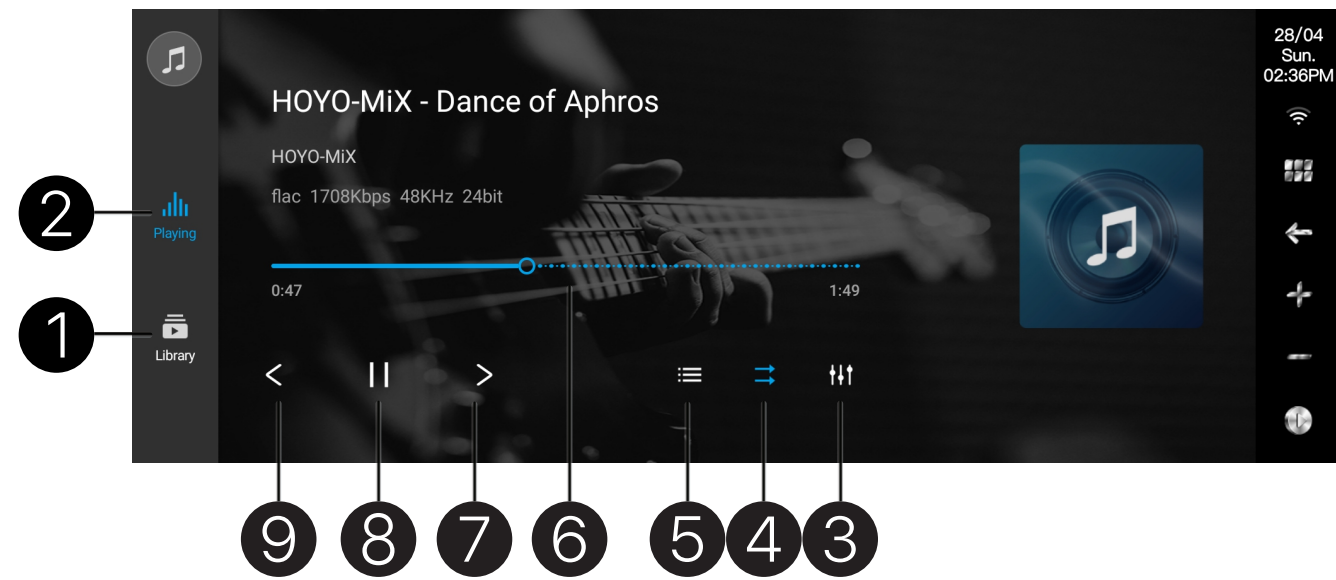 28/04
Sun.
02:36PM
HOYO-MiX - Dance of Aphros
HOYO-MiX
flac 1708Kbps 48KHz 24bit
2
Playing
0:47
1:49
1
Library
9
8
7
6
5
4
3